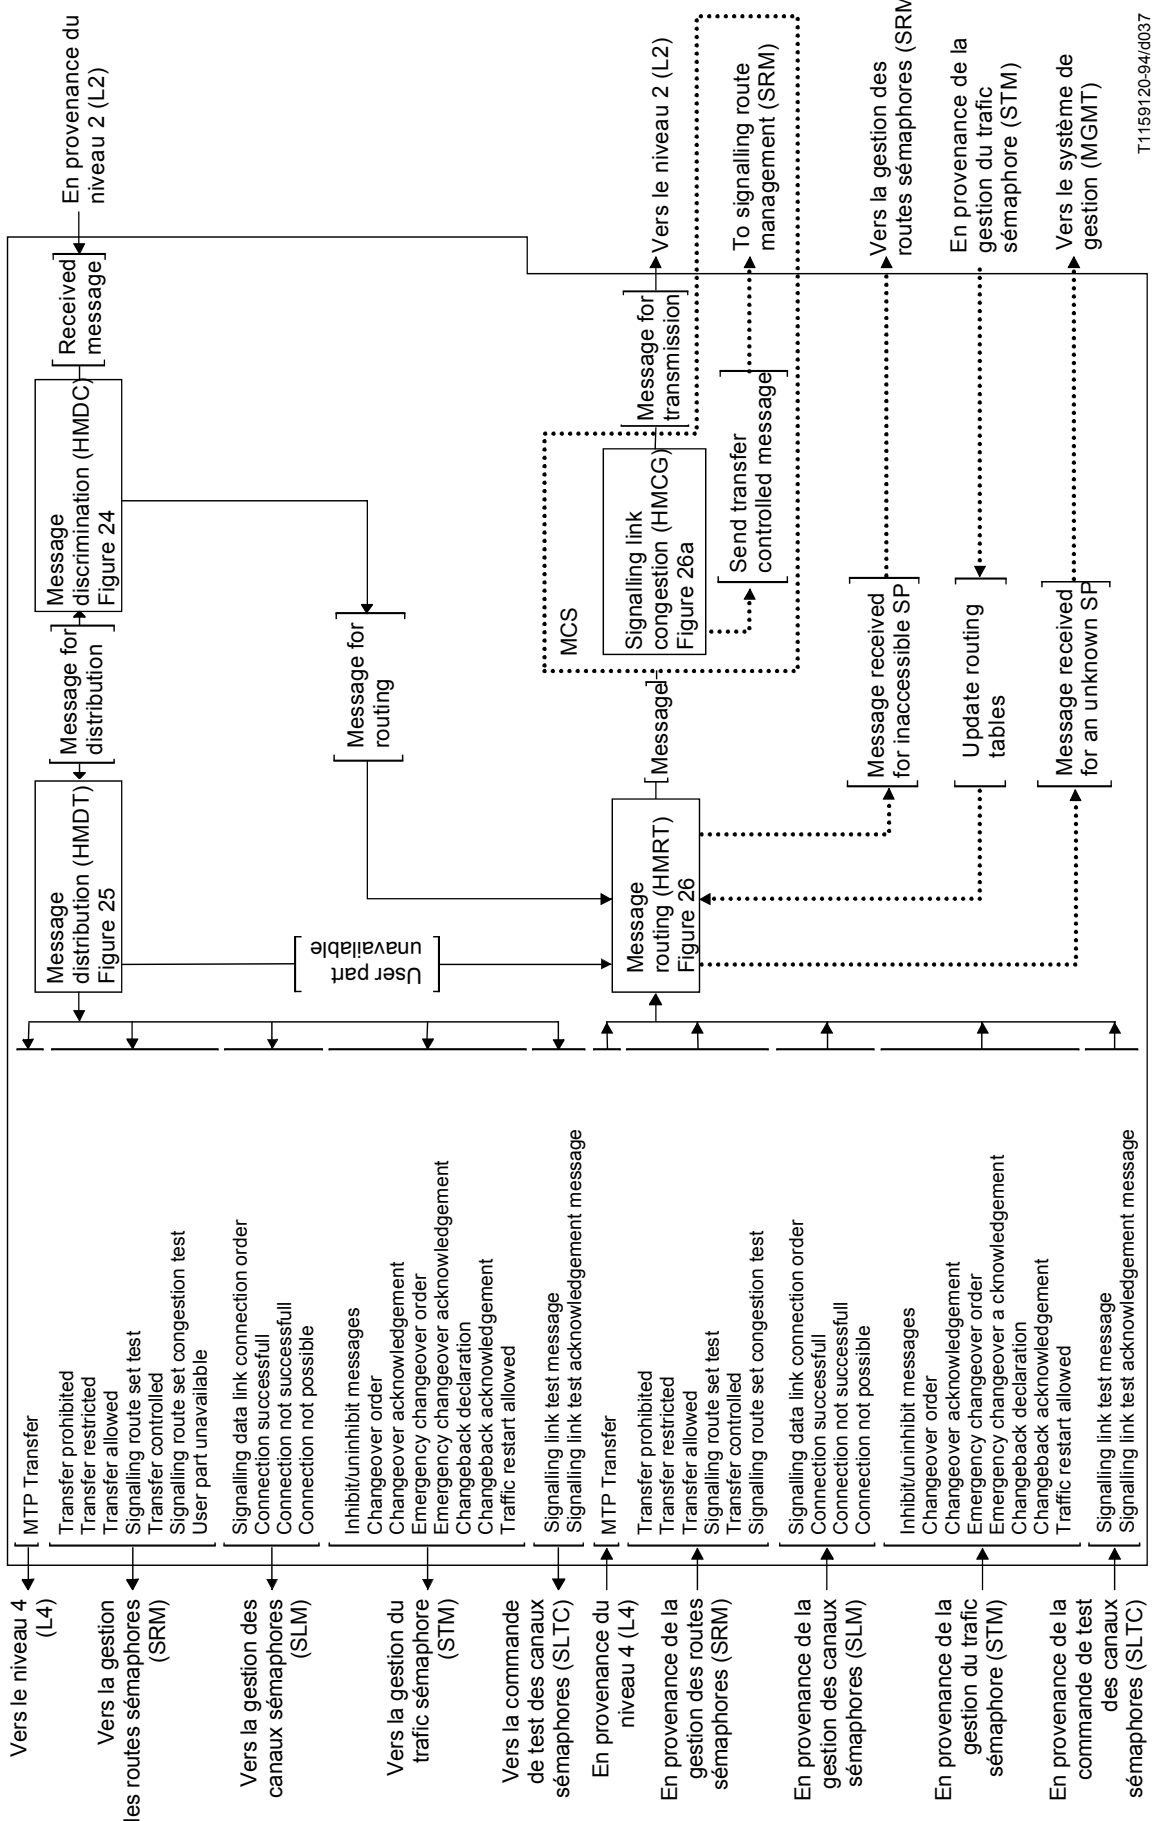 Vers le niveau 4
(L4)
MTP Transfer
Vers la gestion
des routes sémaphores
(SRM)
Transfer prohibited
Transfer restricted
Transfer allowed
Signalling route set test
Transfer controlled
Signalling route set congestion test
User part unavailable
Vers la gestion des
canaux sémaphores
(SLM)
Signalling data link connection order
Connection successfull
Connection not successfull
Connection not possible
Vers la gestion du
trafic sémaphore
(STM)
Inhibit/uninhibit messages
Changeover order
Changeover acknowledgement
Emergency changeover order
Emergency changeover acknowledgement
Changeback declaration
Changeback acknowledgement
Traffic restart allowed
Vers la commande
de test des canaux
sémaphores (SLTC)
Signalling link test message
Signalling link test acknowledgement message
En provenance du
niveau 4 (L4)
MTP Transfer
En provenance de la
gestion des routes
sémaphores (SRM)
Transfer prohibited
Transfer restricted
Transfer allowed
Signalling route set test
Transfer controlled
Signalling route set congestion test
En provenance de la
gestion des canaux
sémaphores (SLM)
Signalling data link connection order
Connection successfull
Connection not successfull
Connection not possible
En provenance de la
gestion du trafic
sémaphore (STM)
Inhibit/uninhibit messages
Changeover order
Changeover acknowledgement
Emergency changeover order
Emergency changeover a cknowledgement
Changeback declaration
Changeback acknowledgement
Traffic restart allowed
En provenance de la
commande de test
des canaux
sémaphores (SLTC)
Signalling link test message
Signalling link test acknowledgement message
Message
distribution (HMDT)
Figure 25
Message for
distribution
Message
discrimination (HMDC)
Figure 24
Received
message
En provenance du
niveau 2 (L2)
User part
unavailable
Message for
routing
Message
routing (HMRT)
Figure 26
Message
MCS
Signalling link
congestion (HMCG)
Figure 26a
Message for
transmission
Vers le niveau 2 (L2)
Send transfer
controlled message
To signalling route
management (SRM)
Message received
for inaccessible SP
Vers la gestion des
routes sémaphores (SRM
Update routing
tables
En provenance de la
gestion du trafic
sémaphore (STM)
Message received
for an unknown SP
Vers le système de
gestion (MGMT)
T1159120-94/d037